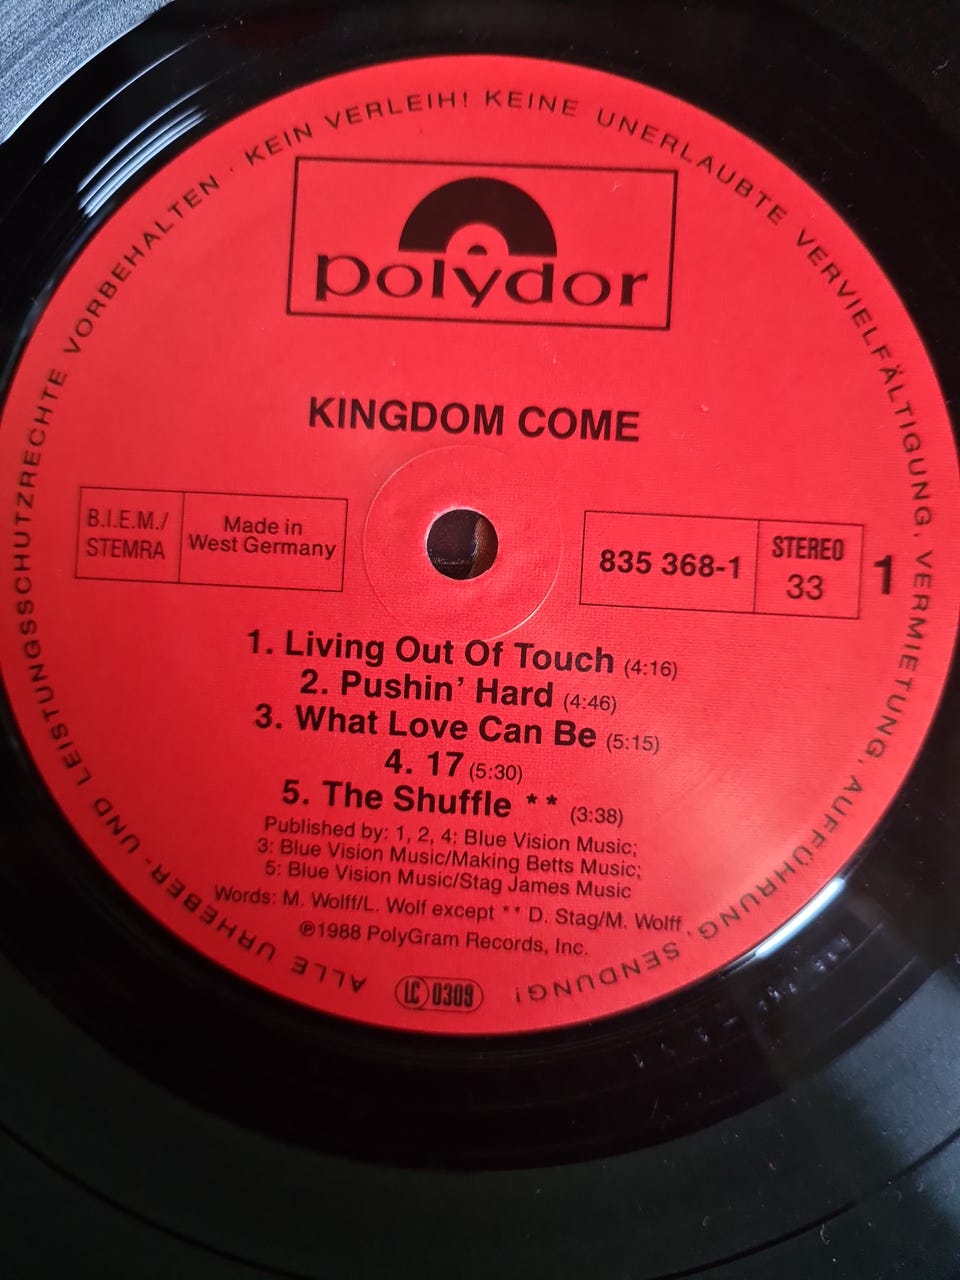 ALLE URHEBER- UND LEISTUNGSSCHUTZRECHTE VORBEHALTEN · KEIN VERLEIH! KEINE UNERLAUBTE VERVIELFÄLTIGUNG, VERMIETUNG, AUFFÜHRUNG, SENDUNG!
polydor
KINGDOM COME
B.I.E.M./
STEMRA
Made in
West Germany
835 368-1
STEREO
33
1
1. Living Out Of Touch (4:16)
2. Pushin' Hard (4:46)
3. What Love Can Be (5:15)
4. 17 (5:30)
5. The Shuffle ** (3:38)
Published by: 1, 2, 4: Blue Vision Music;
3: Blue Vision Music/Making Betts Music;
5: Blue Vision Music/Stag James Music
Words: M. Wolff/L. Wolf except ** D. Stag/M. Wolff
℗1988 PolyGram Records, Inc.
LC 0309